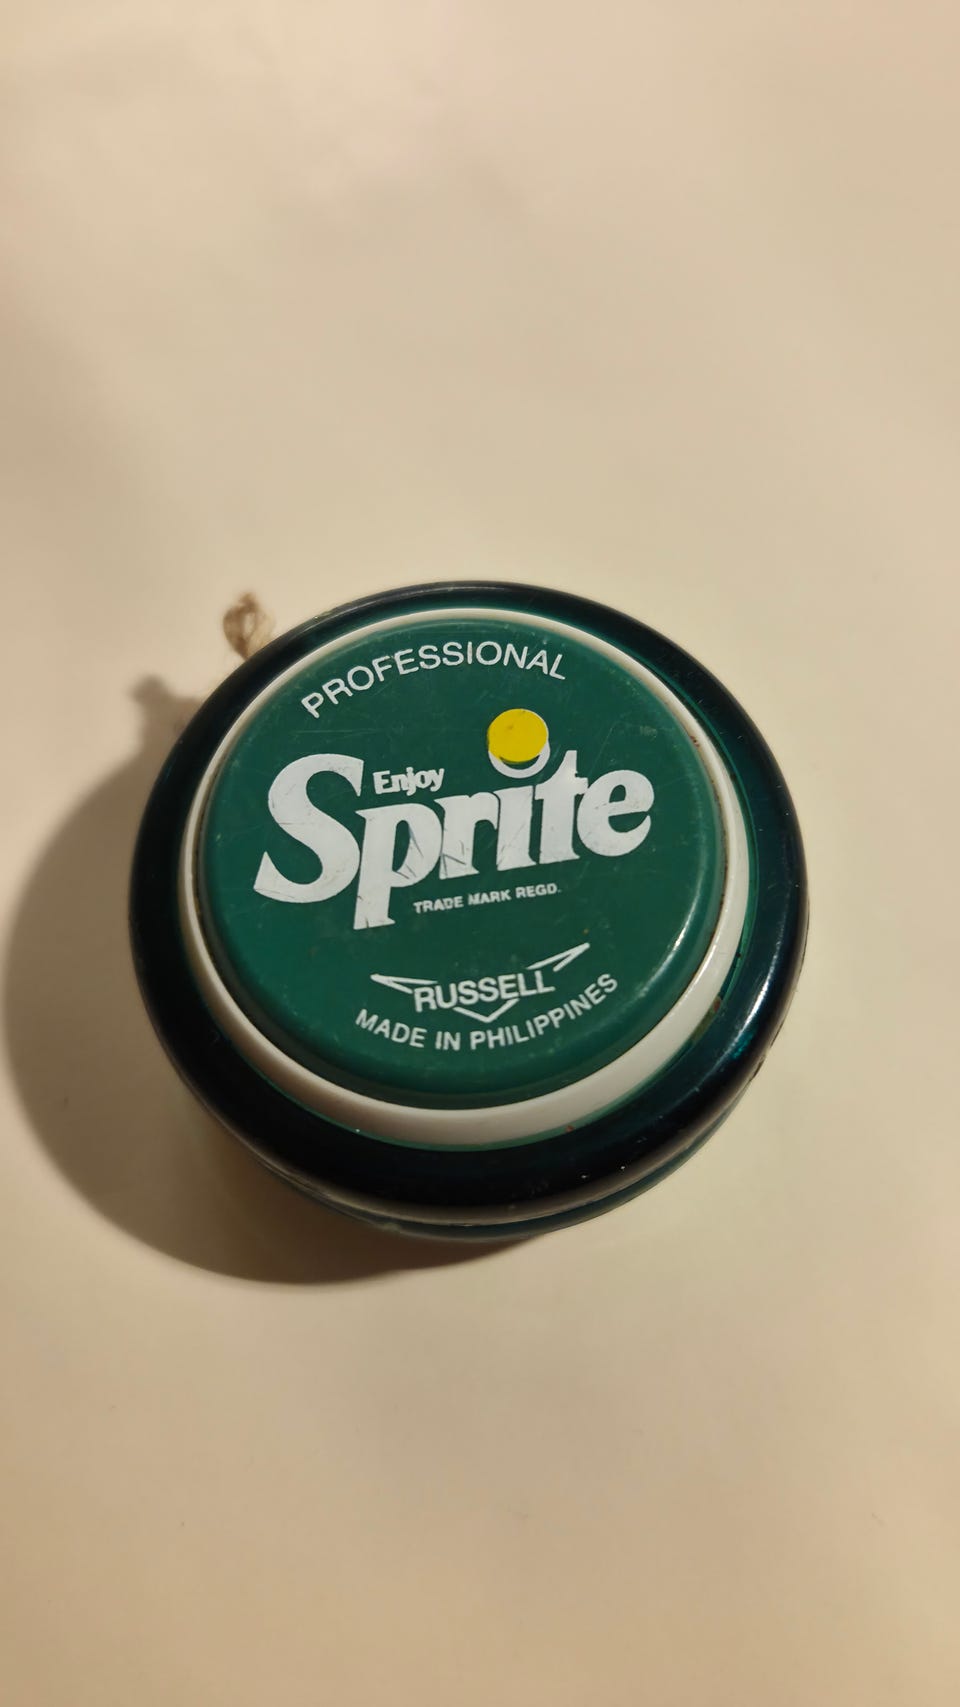 PROFESSIONAL
Enjoy
Sprite
TRADE MARK REGD.
RUSSELL
MADE IN PHILIPPINES